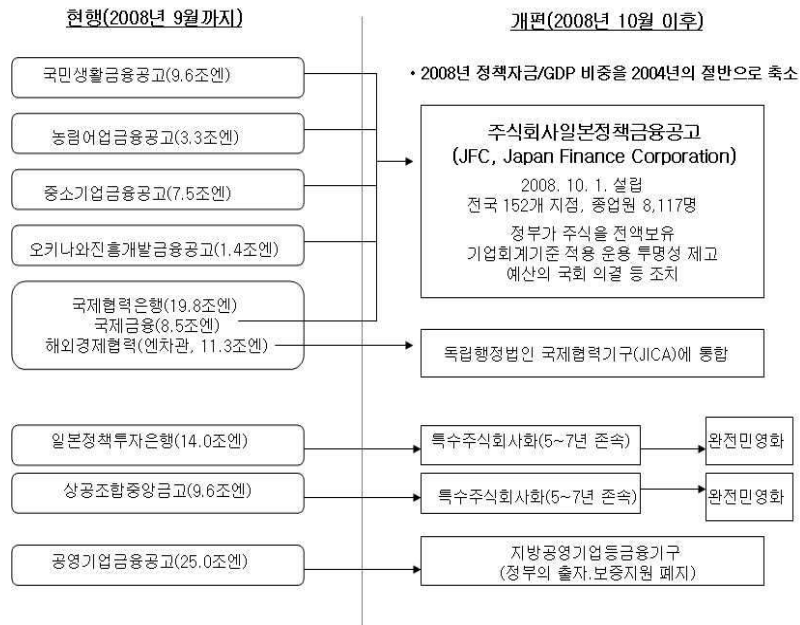 현행(2008년 9월까지)
국민생활금융공고(9.6조엔)
농림어업금융공고(3.3조엔)
중소기업금융공고(7.5조엔)
오키나와진흥개발금융공고(1.4조엔)
국제협력은행(19.8조엔)
국제금융(8.5조엔)
해외경제협력(엔차관, 11.3조엔)
일본정책투자은행(14.0조엔)
상공조합중앙금고(9.6조엔)
공영기업금융공고(25.0조엔)
개편(2008년 10월 이후)
• 2008년 정책자금/GDP 비중을 2004년의 절반으로 축소
주식회사일본정책금융공고
(JFC, Japan Finance Corporation)
2008. 10. 1. 설립
전국 152개 지점, 종업원 8,117명
정부가 주식을 전액보유
기업회계기준 적용 운용 투명성 제고
예산의 국회 의결 등 조치
독립행정법인 국제협력기구(JICA)에 통합
특수주식회사화(5~7년 존속)
완전민영화
특수주식회사화(5~7년 존속)
완전민영화
지방공영기업등금융기구
(정부의 출자.보증지원 폐지)